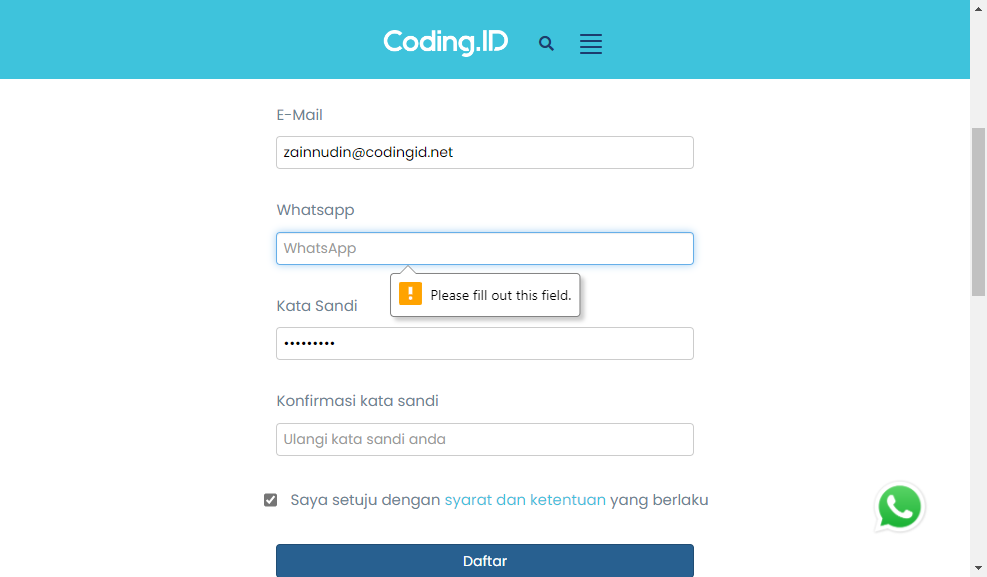 Coding.ID
E-Mail
zainnudin@codingid.net
Whatsapp
WhatsApp
Please fill out this field.
Kata Sandi
•••••••••
Konfirmasi kata sandi
Ulangi kata sandi anda
Saya setuju dengan syarat dan ketentuan yang berlaku
Daftar